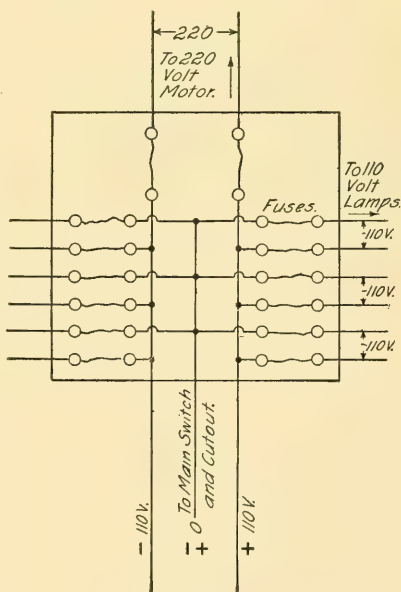 220
To 220
Volt
Motor.
To 110
Volt
Lamps.
Fuses.
110V.
110V.
110V.
- 110V.
- + 0 To Main Switch
and Cutout.
+ 110V.